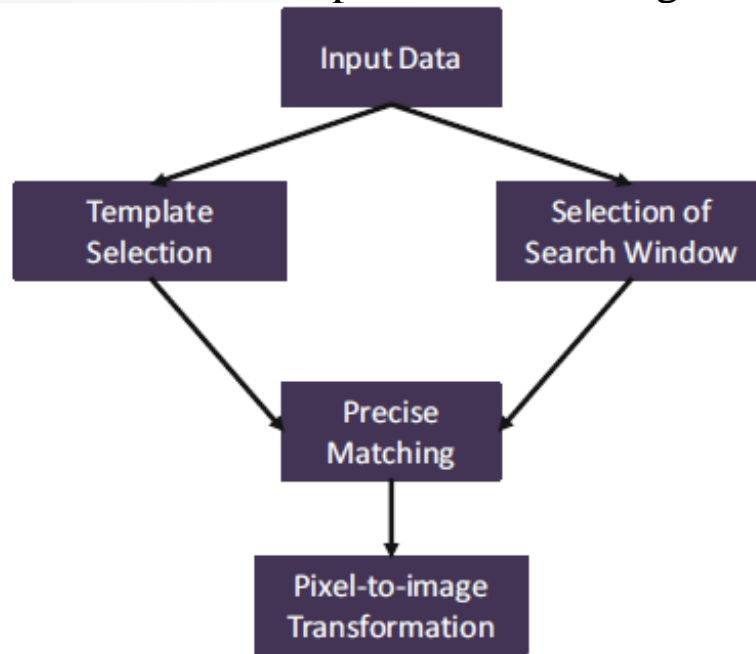 Input Data
Template
Selection
Selection of
Search Window
Precise
Matching
Pixel-to-image
Transformation